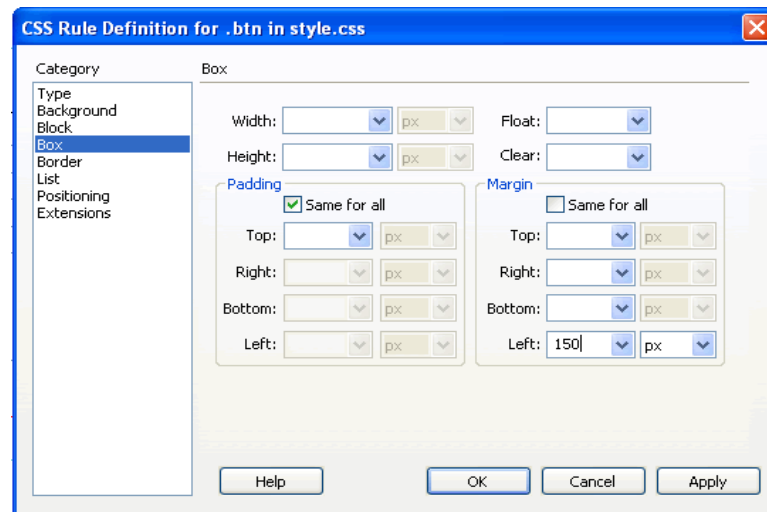 CSS Rule Definition for .btn in style.css
Category
Type
Background
Block
Box
Border
List
Positioning
Extensions
Box
Width: px Float:
Height: px Clear:
Padding
Same for all
Top: px
Right: px
Bottom: px
Left: px
Margin
Same for all
Top: px
Right: px
Bottom: px
Left: 150 px
Help OK Cancel Apply